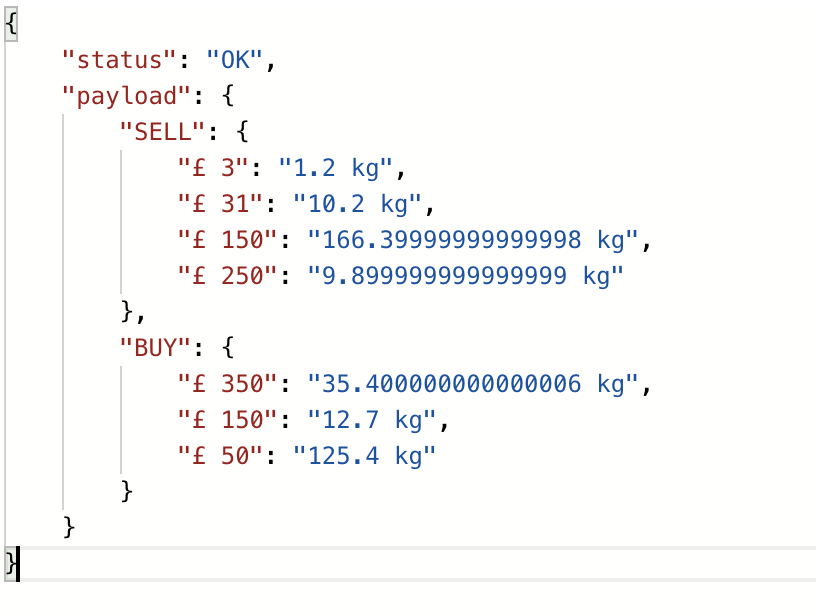 {
    "status": "OK",
    "payload": {
        "SELL": {
            "£ 3": "1.2 kg",
            "£ 31": "10.2 kg",
            "£ 150": "166.39999999999998 kg",
            "£ 250": "9.899999999999999 kg"
        },
        "BUY": {
            "£ 350": "35.400000000000006 kg",
            "£ 150": "12.7 kg",
            "£ 50": "125.4 kg"
        }
    }
}